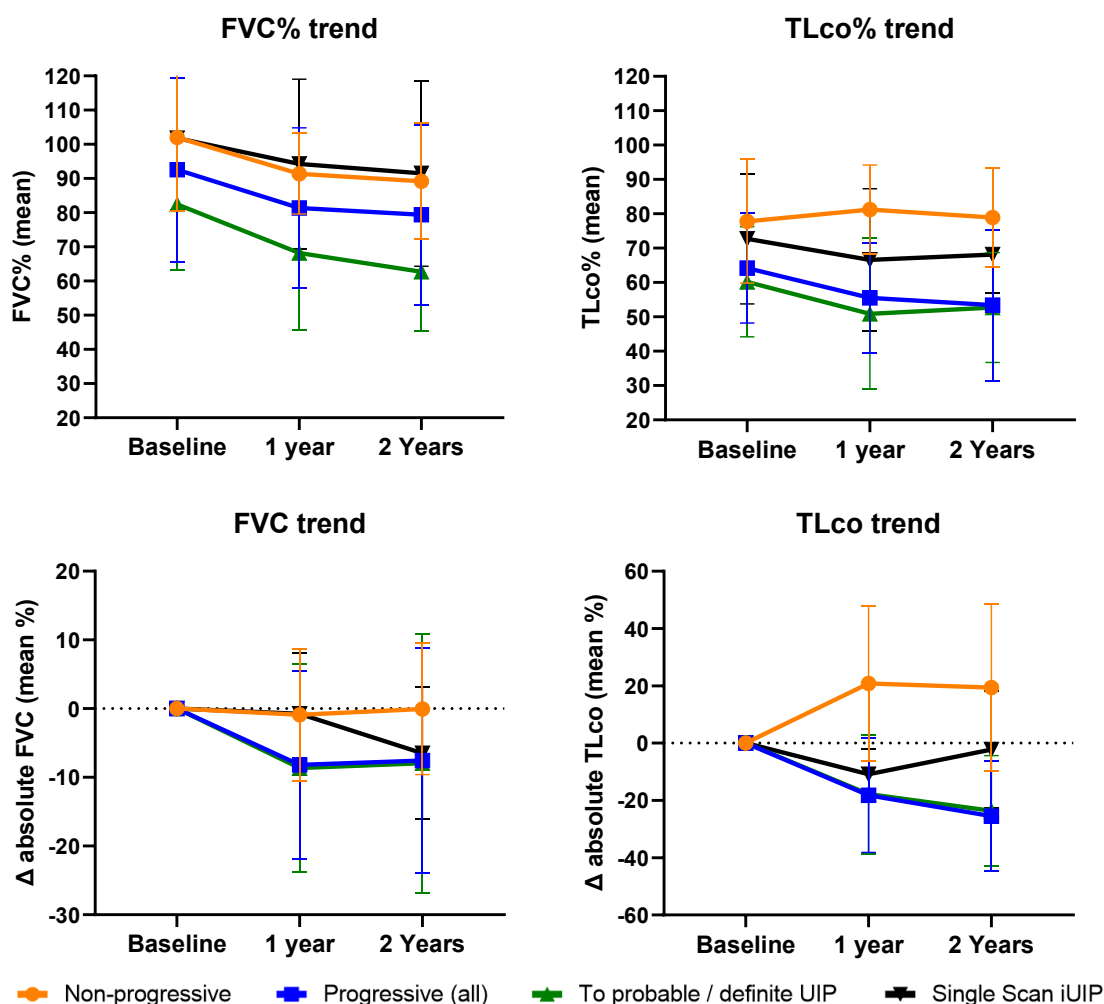 FVC% trend
TLco% trend
FVC% (mean)
120
110
100
90
80
70
60
50
40
30
20
Baseline 1 year 2 Years
TLco% (mean)
120
110
100
90
80
70
60
50
40
30
20
Baseline 1 year 2 Years
FVC trend
TLco trend
Δ absolute FVC (mean %)
20
10
0
-10
-20
-30
Baseline 1 year 2 Years
Δ absolute TLco (mean %)
60
40
20
0
-20
-40
-60
Baseline 1 year 2 Years
Non-progressive Progressive (all) To probable / definite UIP Single Scan iUIP